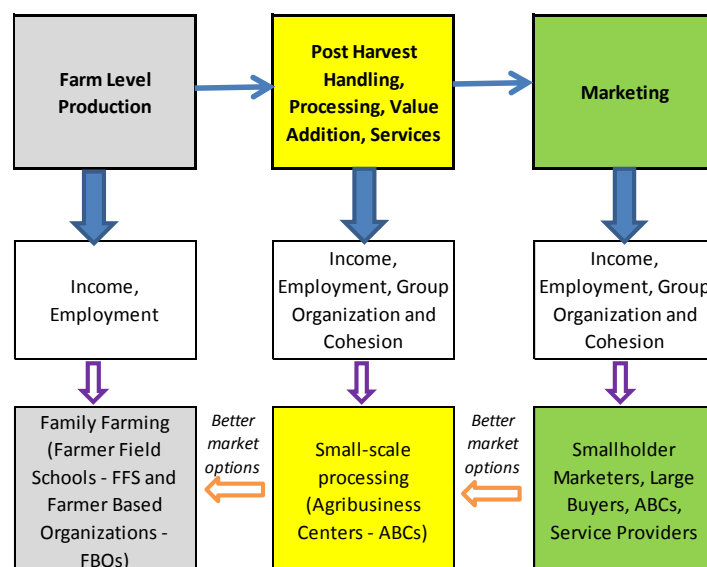 Farm Level
Production
Post Harvest
Handling,
Processing, Value
Addition, Services
Marketing
Income,
Employment
Income,
Employment, Group
Organization and
Cohesion
Income,
Employment, Group
Organization and
Cohesion
Family Farming
(Farmer Field
Schools - FFS and
Farmer Based
Organizations -
FBOs)
Better
market
options
Small-scale
processing
(Agribusiness
Centers - ABCs)
Better
market
options
Smallholder
Marketers, Large
Buyers, ABCs,
Service Providers